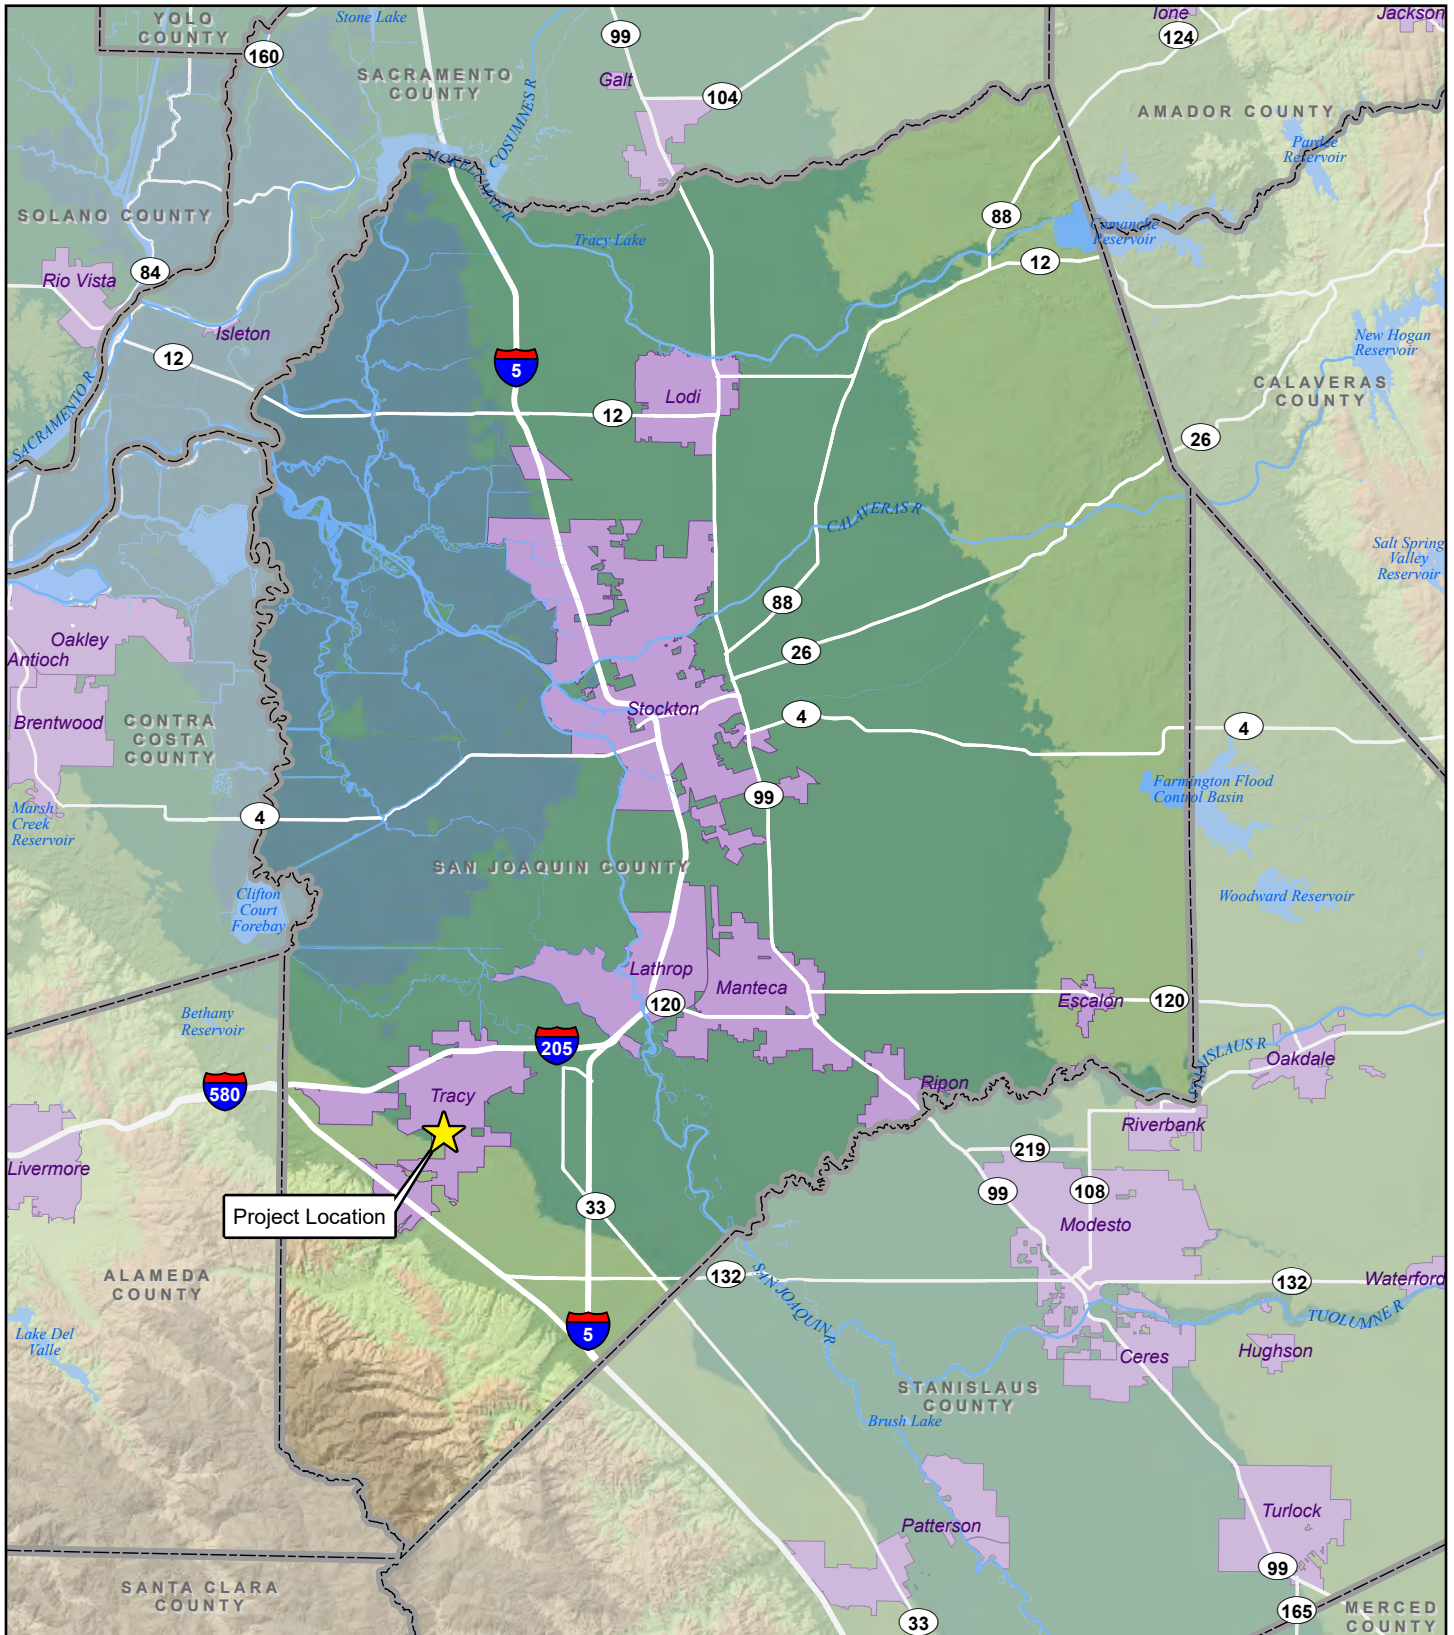 YOLO
COUNTY
Stone Lake
160
99
Ione
Jackson
124
SACRAMENTO
COUNTY
Galt
104
COSUMNES R
AMADOR COUNTY
Pardee
Reservoir
MOKELUMNE R
SOLANO COUNTY
88
Camanche
Reservoir
Tracy Lake
12
84
Rio Vista
Isleton
12
New Hogan
Reservoir
5
CALAVERAS
COUNTY
Lodi
12
SACRAMENTO R
26
CALAVERAS R
Salt Spring
Valley
Reservoir
88
Oakley
Antioch
26
Brentwood
CONTRA
COSTA
COUNTY
Stockton
4
4
Farmington Flood
Control Basin
99
Marsh
Creek
Reservoir
4
SAN JOAQUIN COUNTY
Clifton
Court
Forebay
Woodward Reservoir
Lathrop
Manteca
120
Escalon
120
Bethany
Reservoir
205
Oakdale
580
Tracy
Ripon
Riverbank
219
Livermore
99
108
Project Location
33
Modesto
132
SAN JOAQUIN R
132
Waterford
ALAMEDA
COUNTY
TUOLUMNE R
Lake Del
Valle
5
Ceres
Hughson
STANISLAUS
COUNTY
Brush Lake
Patterson
Turlock
99
SANTA CLARA
COUNTY
33
165
MERCED
COUNTY